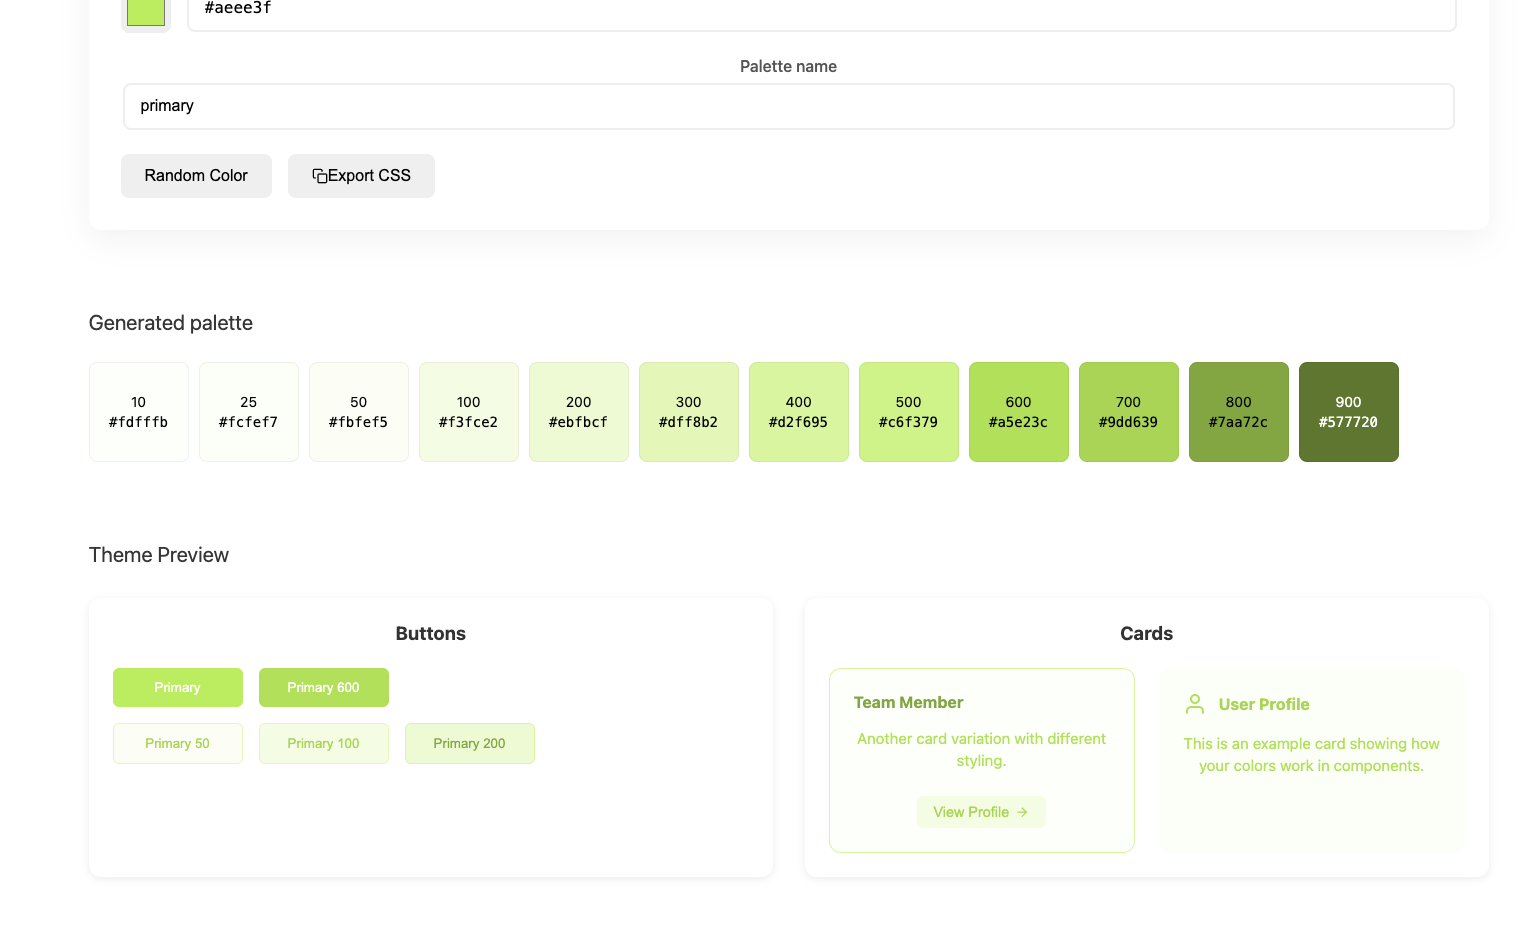 #aeee3f
Palette name
primary
Random Color
Export CSS
Generated palette
10
#fdfffb
25
#fcfef7
50
#fbfef5
100
#f3fce2
200
#ebfbcf
300
#dff8b2
400
#d2f695
500
#c6f379
600
#a5e23c
700
#9dd639
800
#7aa72c
900
#577720
Theme Preview
Buttons
Primary
Primary 600
Primary 50
Primary 100
Primary 200
Cards
Team Member
Another card variation with different
styling.
View Profile →
User Profile
This is an example card showing how
your colors work in components.